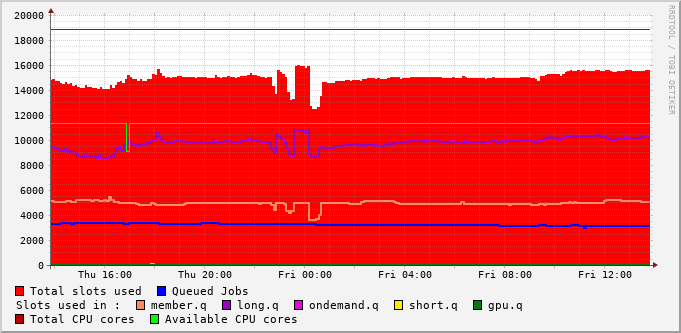 RRDTOOL / TOBI OETIKER
20000
18000
16000
14000
12000
10000
8000
6000
4000
2000
0
Thu 16:00 Thu 20:00 Fri 00:00 Fri 04:00 Fri 08:00 Fri 12:00
Total slots used Queued Jobs
Slots used in : member.q long.q ondemand.q short.q gpu.q
Total CPU cores Available CPU cores